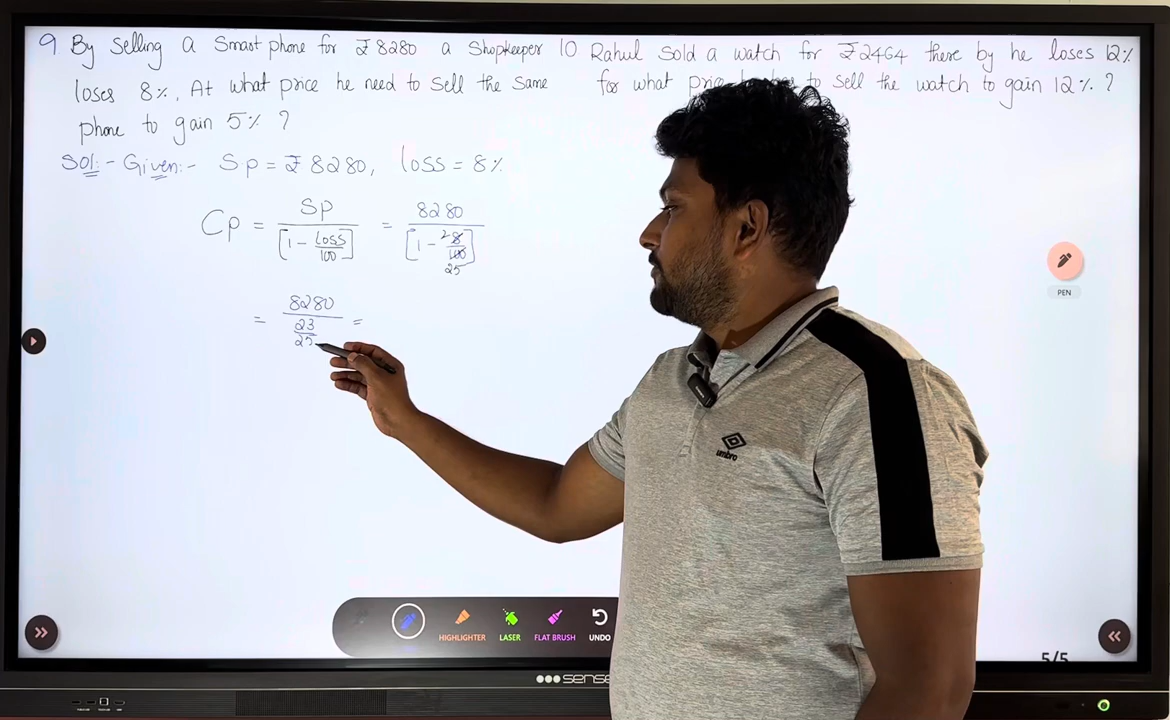 9 By Selling a Smart phone for ₹8280 a Shopkeeper
loses 8%. At what price he need to sell the same
phone to gain 5% ?
Sol:- Given:- Sp = ₹8280, loss = 8%
Cp = Sp / [1 - Loss/100] = 8280 / [1 - 8/100]
2
25
= 8280 / 23/25 =
10 Rahul Sold a watch for ₹2464 there by he loses 12%
for what price to sell the watch to gain 12% ?
PEN
umbro
HIGHLIGHTER
LASER
FLAT BRUSH
UNDO
5/5
sense